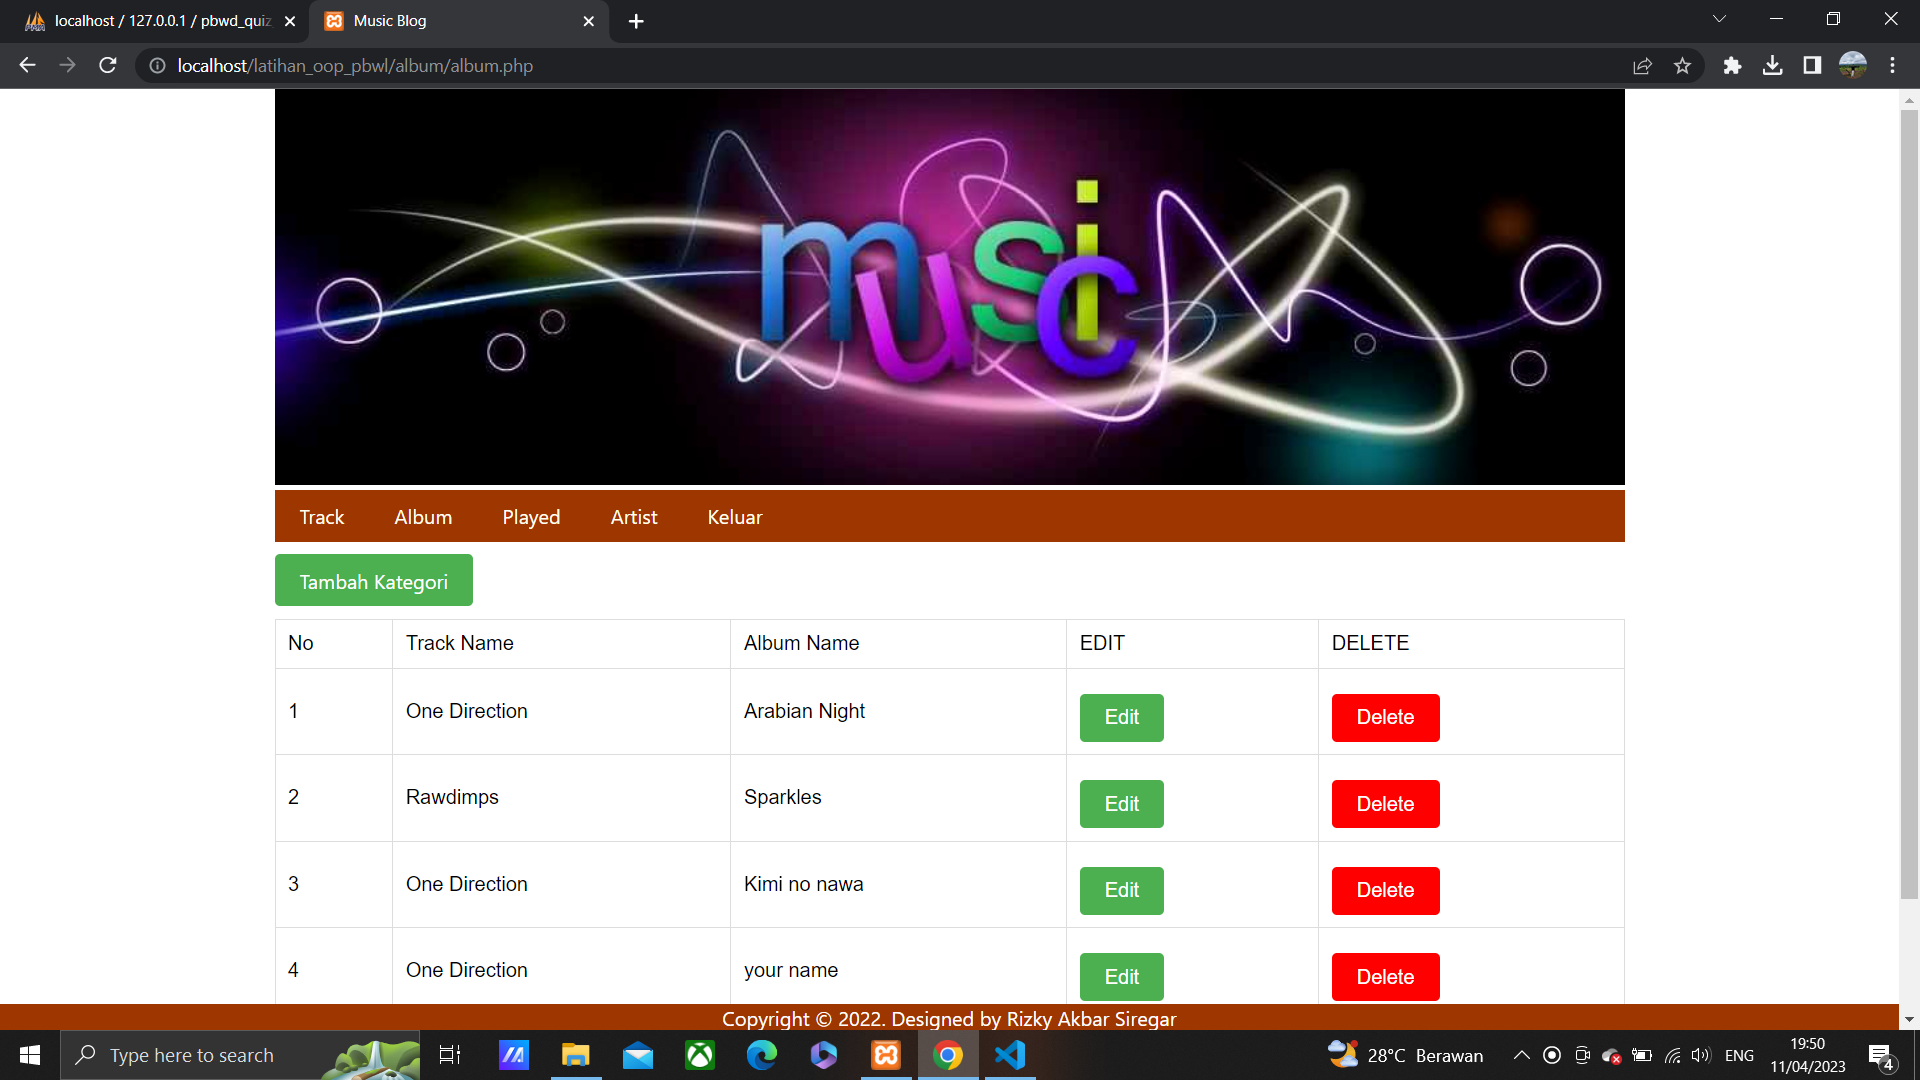 localhost / 127.0.0.1 / pbwd_quiz
Music Blog
localhost/latihan_oop_pbwl/album/album.php
music
Track Album Played Artist Keluar
Tambah Kategori
No Track Name Album Name EDIT DELETE
1 One Direction Arabian Night Edit Delete
2 Rawdimps Sparkles Edit Delete
3 One Direction Kimi no nawa Edit Delete
4 One Direction your name Edit Delete
Copyright © 2022. Designed by Rizky Akbar Siregar
Type here to search
28°C Berawan
ENG
19:50
11/04/2023
4